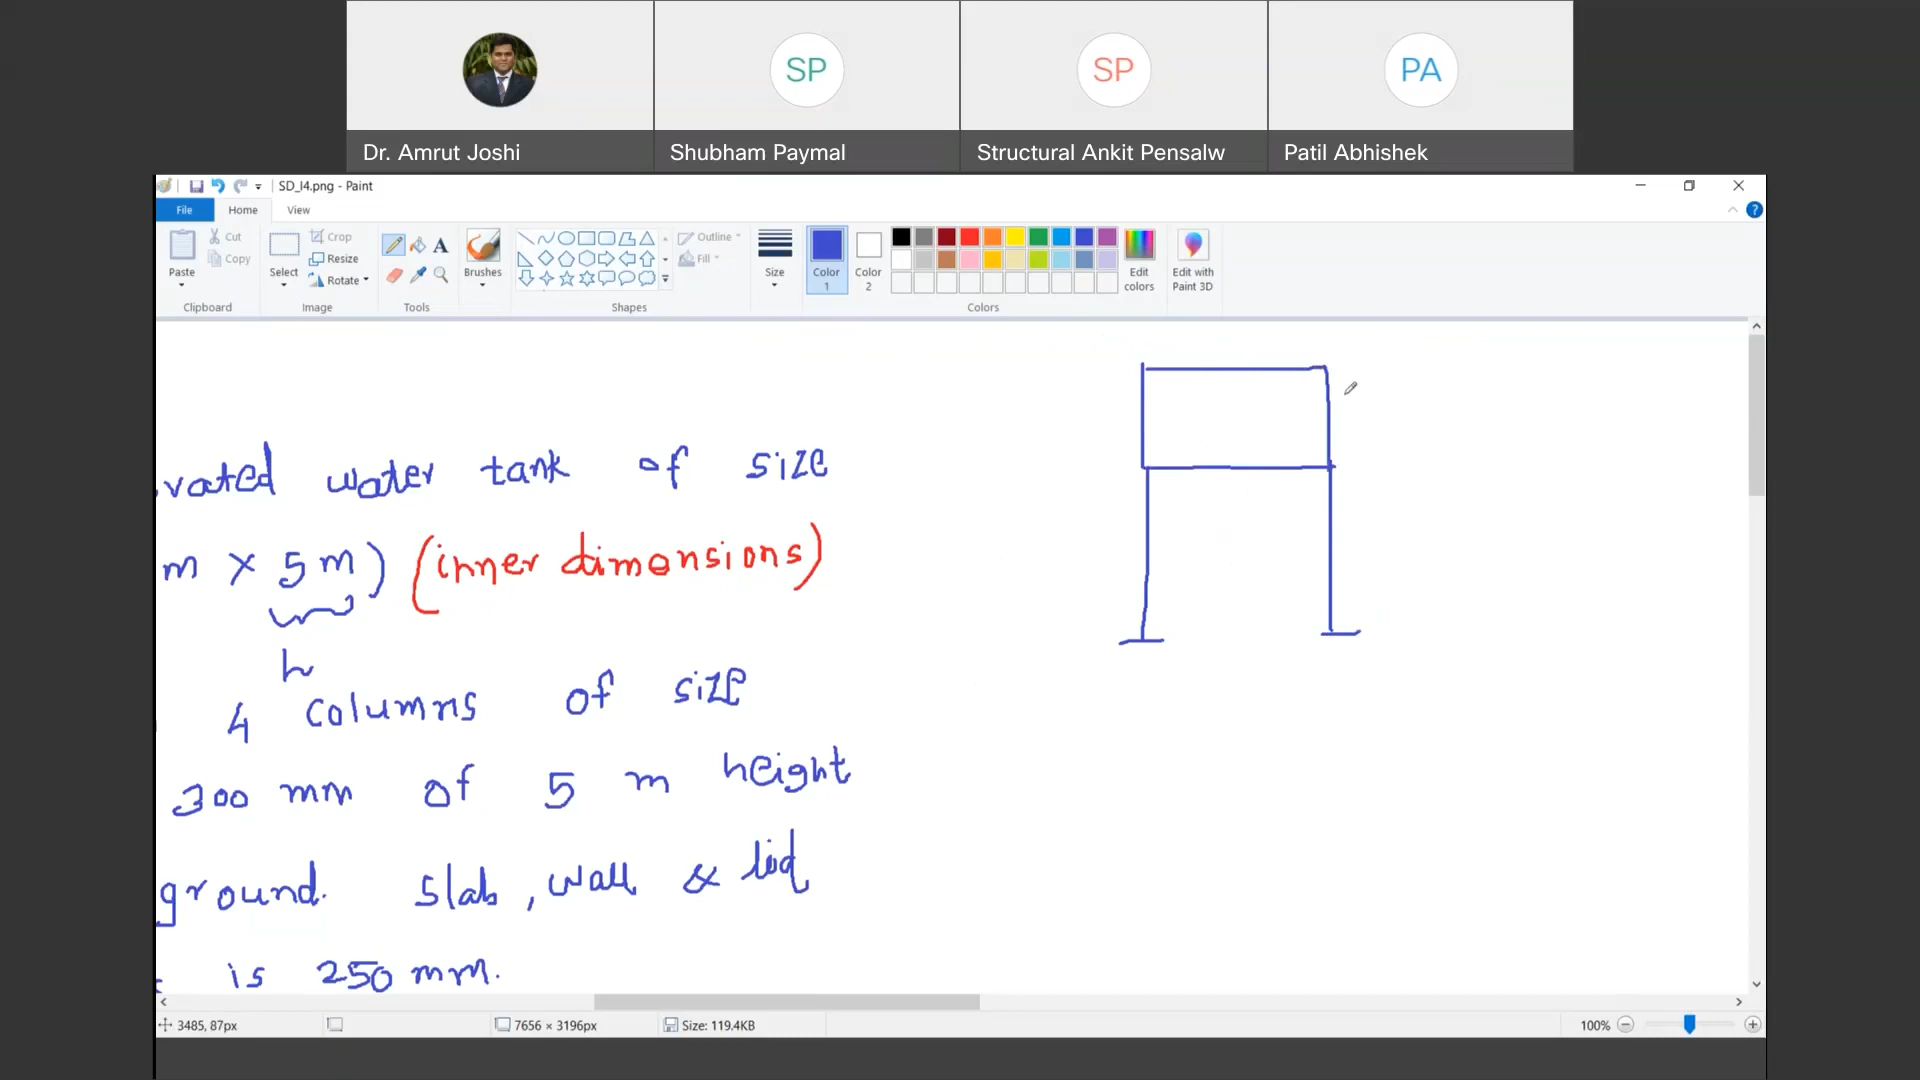 SP
SP
PA
Dr. Amrut Joshi
Shubham Paymal
Structural Ankit Pensalw
Patil Abhishek
SD_l4.png - Paint
File
Home
View
Paste
Cut
Copy
Clipboard
Select
Crop
Resize
Rotate
Image
A
Tools
Brushes
Outline
Fill
Shapes
Size
Color 1
Color 2
Edit colors
Colors
Edit with Paint 3D
vated water tank of size
m × 5 m) (inner dimensions)
h
4 columns of size
300 mm of 5 m height
ground. slab, wall & lid
is 250 mm.
3485, 87px
7656 × 3196px
Size: 119.4KB
100%